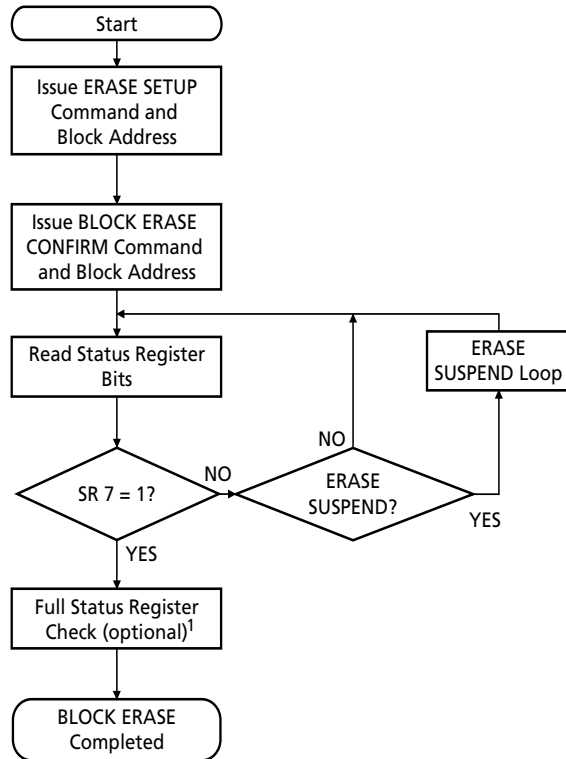 Start
Issue ERASE SETUP
Command and
Block Address
Issue BLOCK ERASE
CONFIRM Command
and Block Address
Read Status Register
Bits
ERASE
SUSPEND Loop
SR 7 = 1?
NO
ERASE
SUSPEND?
NO
YES
YES
Full Status Register
Check (optional)1
BLOCK ERASE
Completed